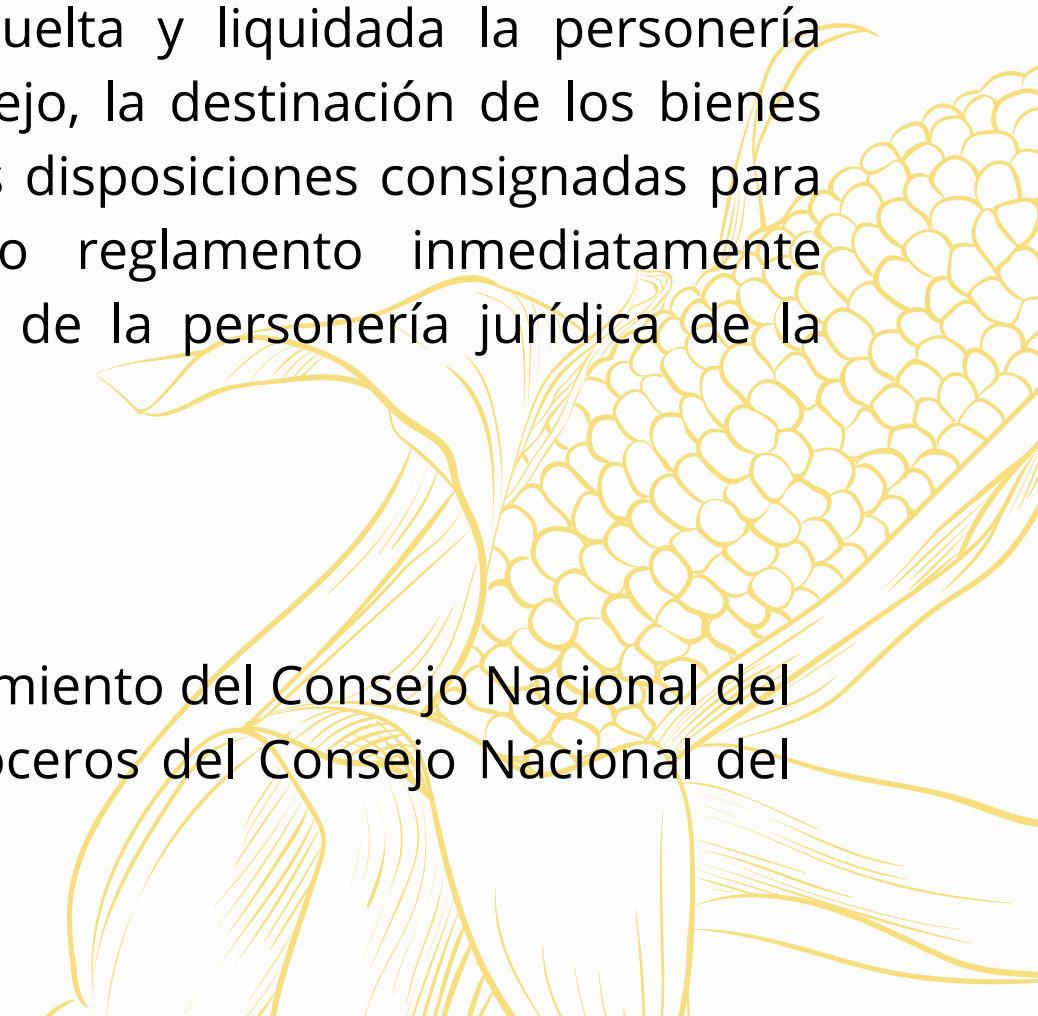 uelta y liquidada la personería
ejo, la destinación de los bienes
s disposiciones consignadas para
o reglamento inmediatamente
de la personería jurídica de la
miento del Consejo Nacional del
oceros del Consejo Nacional del